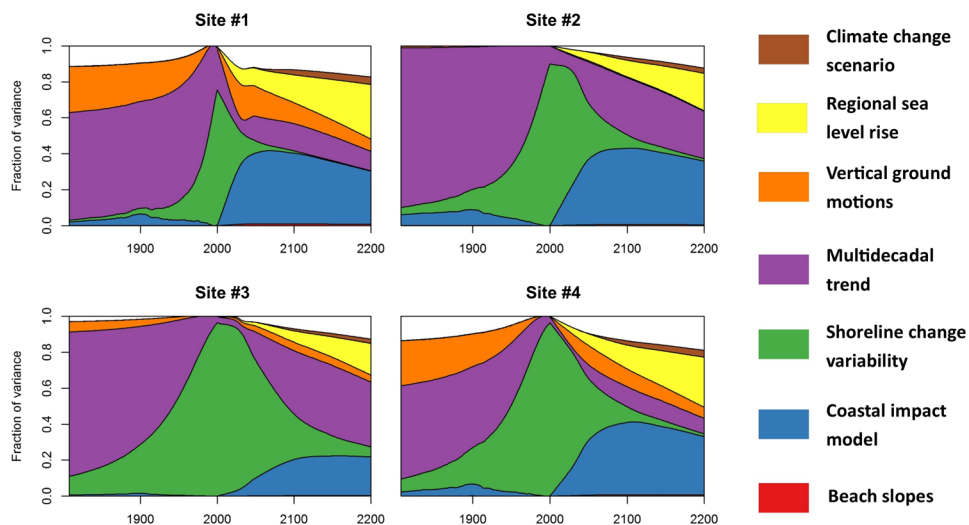 Site #1
Site #2
Fraction of variance
0.0 0.2 0.4 0.6 0.8 1.0
1900 2000 2100 2200
1900 2000 2100 2200
Site #3
Site #4
Fraction of variance
0.0 0.2 0.4 0.6 0.8 1.0
1900 2000 2100 2200
1900 2000 2100 2200
Climate change
scenario
Regional sea
level rise
Vertical ground
motions
Multidecadal
trend
Shoreline change
variability
Coastal impact
model
Beach slopes